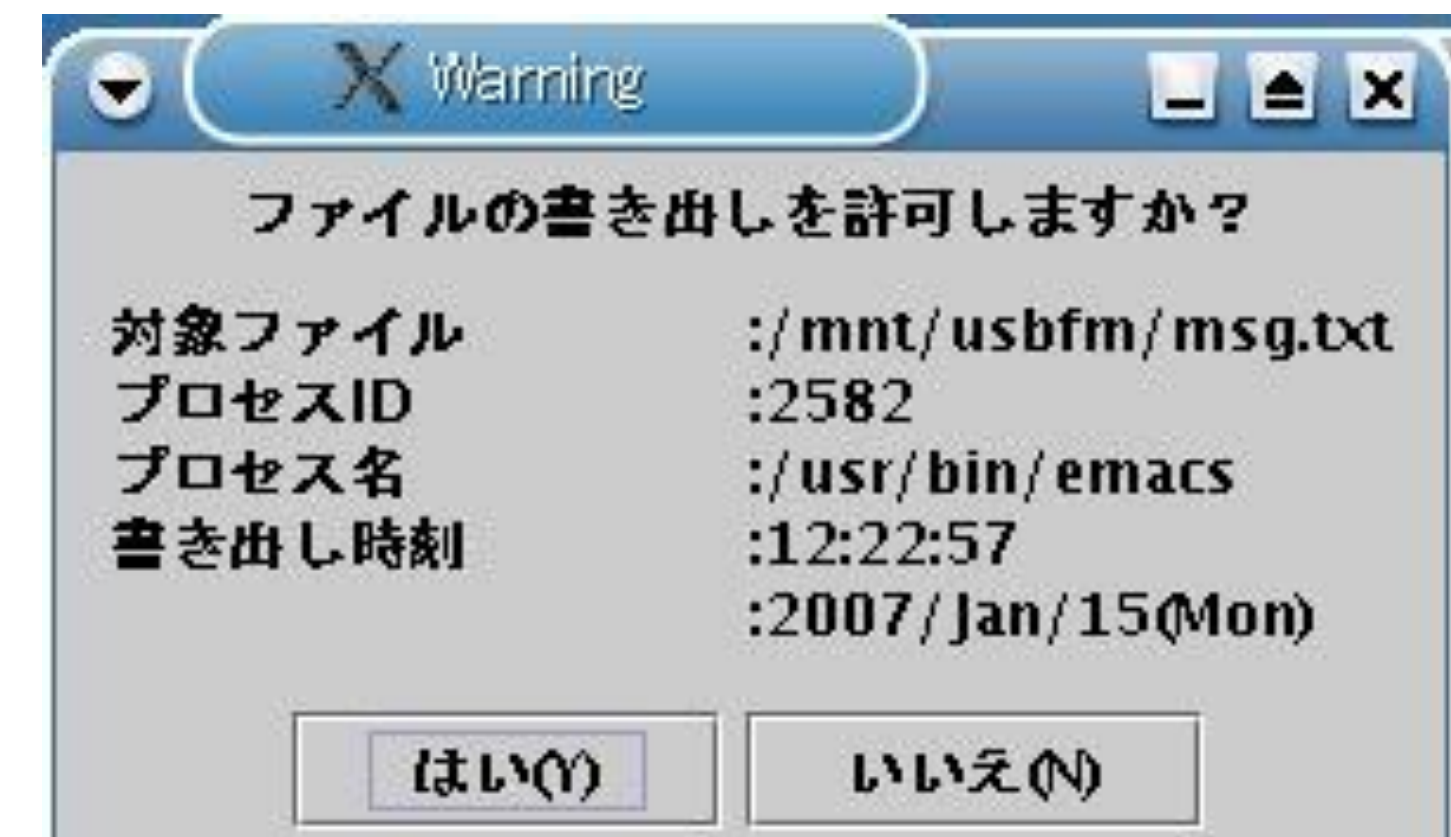 Warning
ファイルの書き出しを許可しますか？
対象ファイル :/mnt/usbfm/msg.txt
プロセスID :2582
プロセス名 :/usr/bin/emacs
書き出し時刻 :12:22:57
:2007/Jan/15(Mon)
はい(Y) いいえ(N)